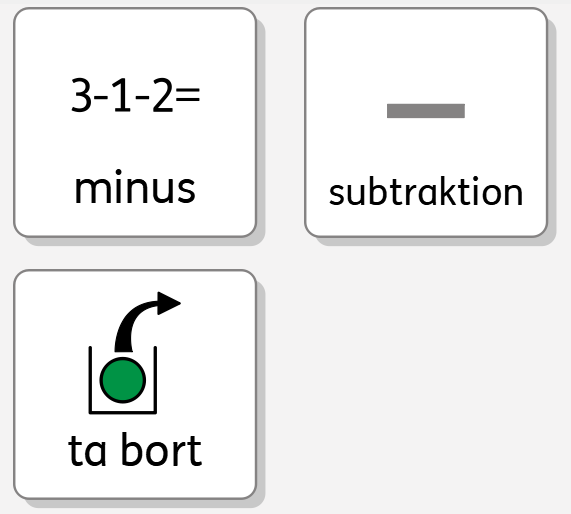 3-1-2=
minus
subtraktion
ta bort